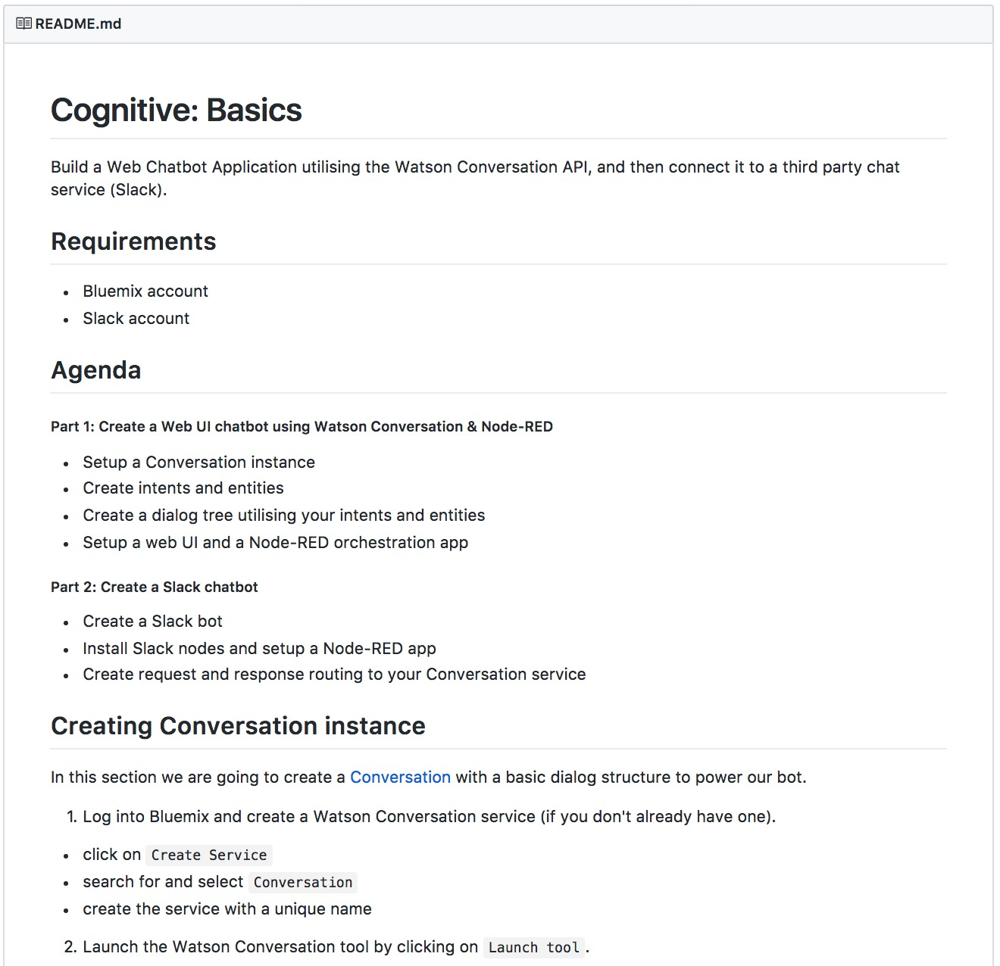 README.md
Cognitive: Basics
Build a Web Chatbot Application utilising the Watson Conversation API, and then connect it to a third party chat
service (Slack).
Requirements
• Bluemix account
• Slack account
Agenda
Part 1: Create a Web UI chatbot using Watson Conversation & Node-RED
• Setup a Conversation instance
• Create intents and entities
• Create a dialog tree utilising your intents and entities
• Setup a web UI and a Node-RED orchestration app
Part 2: Create a Slack chatbot
• Create a Slack bot
• Install Slack nodes and setup a Node-RED app
• Create request and response routing to your Conversation service
Creating Conversation instance
In this section we are going to create a Conversation with a basic dialog structure to power our bot.
1. Log into Bluemix and create a Watson Conversation service (if you don't already have one).
• click on Create Service
• search for and select Conversation
• create the service with a unique name
2. Launch the Watson Conversation tool by clicking on Launch tool.